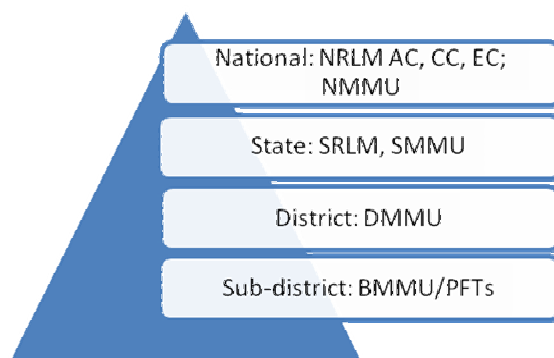 National: NRLM AC, CC, EC;
NMMU
State: SRLM, SMMU
District: DMMU
Sub-district: BMMU/PFTs